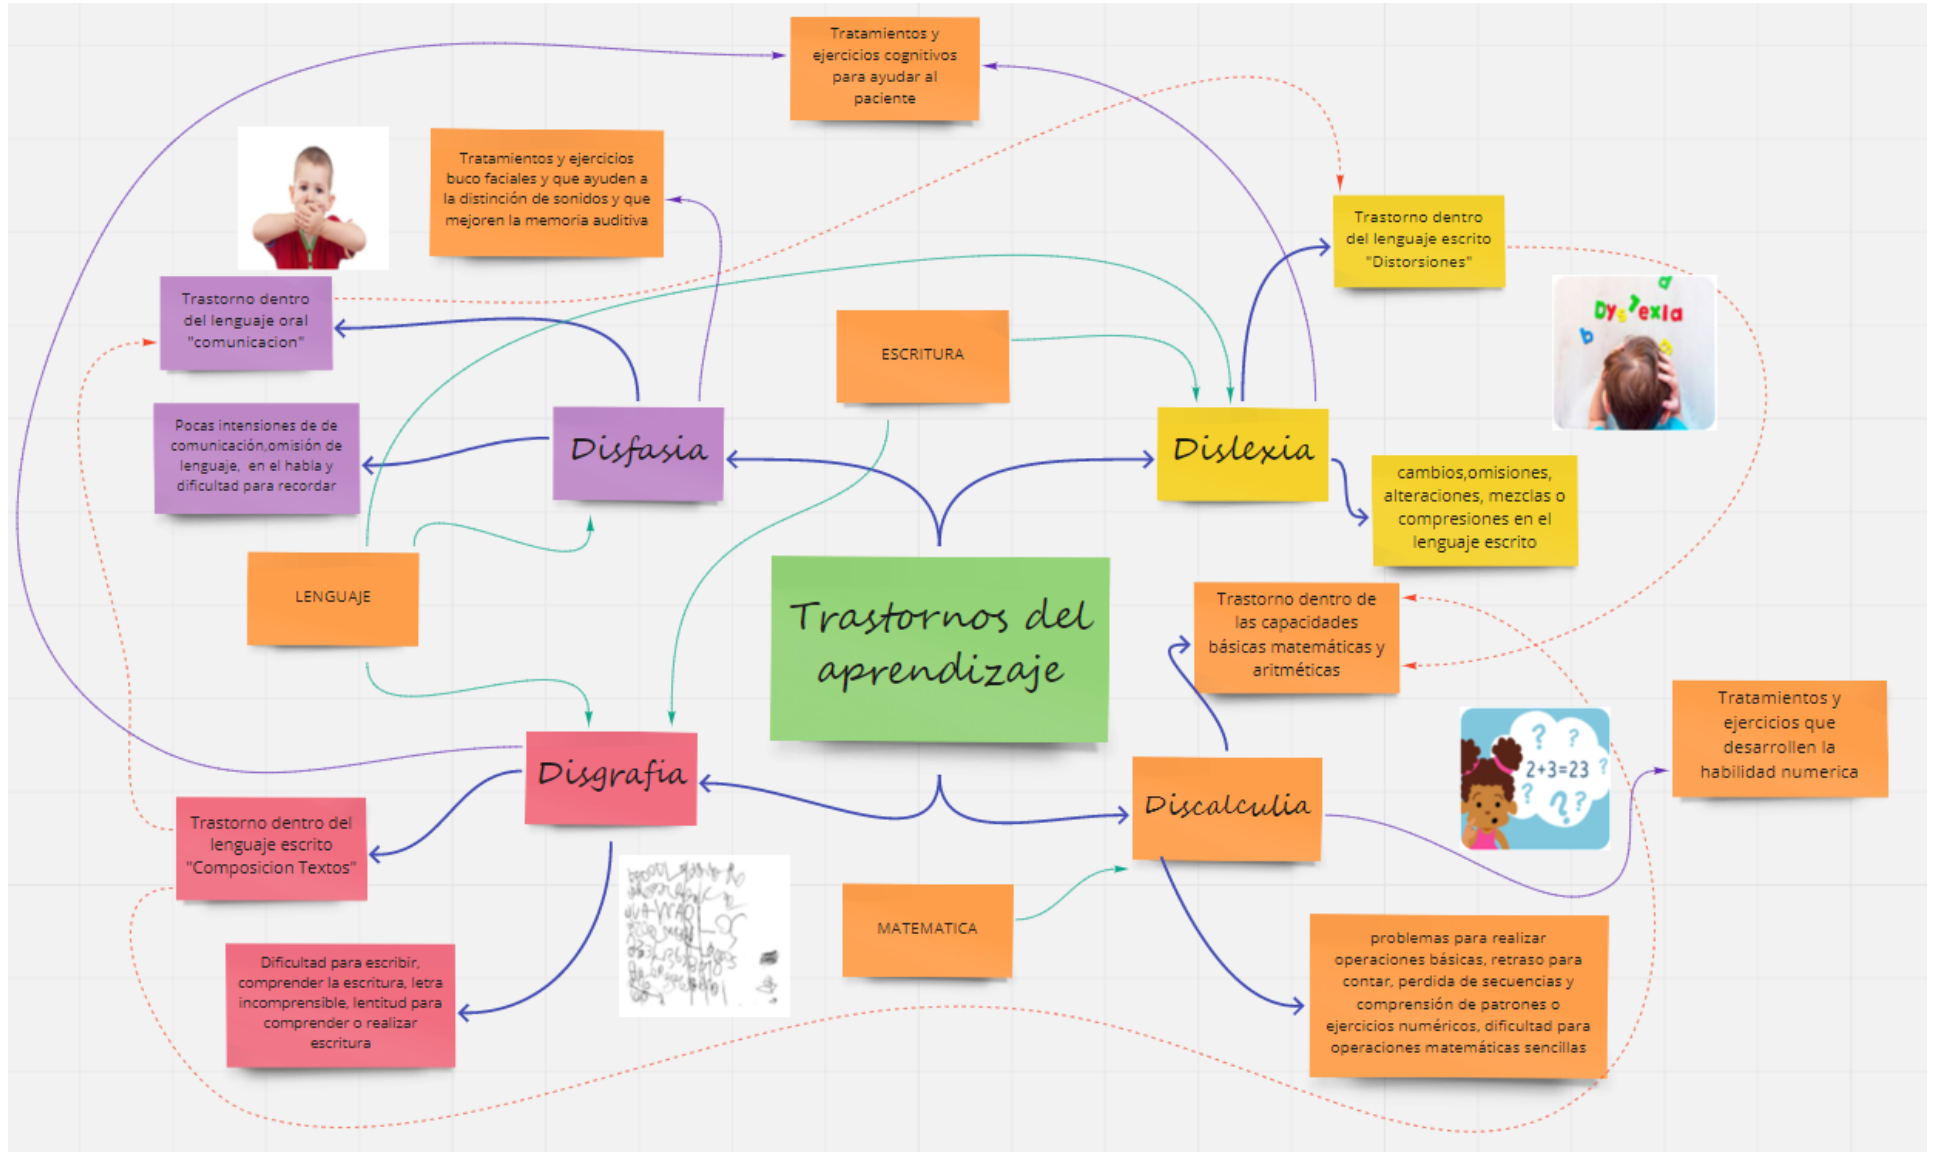 Tratamientos y
ejercicios cognitivos
para ayudar al
paciente
Tratamientos y ejercicios
buco faciales y que ayuden a
la distinción de sonidos y que
mejoren la memoria auditiva
Trastorno dentro
del lenguaje escrito
"Distorsiones"
Trastorno dentro
del lenguaje oral
"comunicacion"
Dyslexia
d
b
ESCRITURA
Pocas intensiones de de
comunicación,omisión de
lenguaje, en el habla y
dificultad para recordar
Disfasia
Dislexia
cambios,omisiones,
alteraciones, mezclas o
compresiones en el
lenguaje escrito
LENGUAJE
Trastornos del
aprendizaje
Trastorno dentro de
las capacidades
básicas matemáticas y
aritméticas
Tratamientos y
ejercicios que
desarrollen la
habilidad numerica
? ?
2+3=23 ?
? ? ?
Disgrafia
Discalculia
Trastorno dentro del
lenguaje escrito
"Composicion Textos"
MATEMATICA
Dificultad para escribir,
comprender la escritura, letra
incomprensible, lentitud para
comprender o realizar
escritura
problemas para realizar
operaciones básicas, retraso para
contar, perdida de secuencias y
comprensión de patrones o
ejercicios numéricos, dificultad para
operaciones matemáticas sencillas